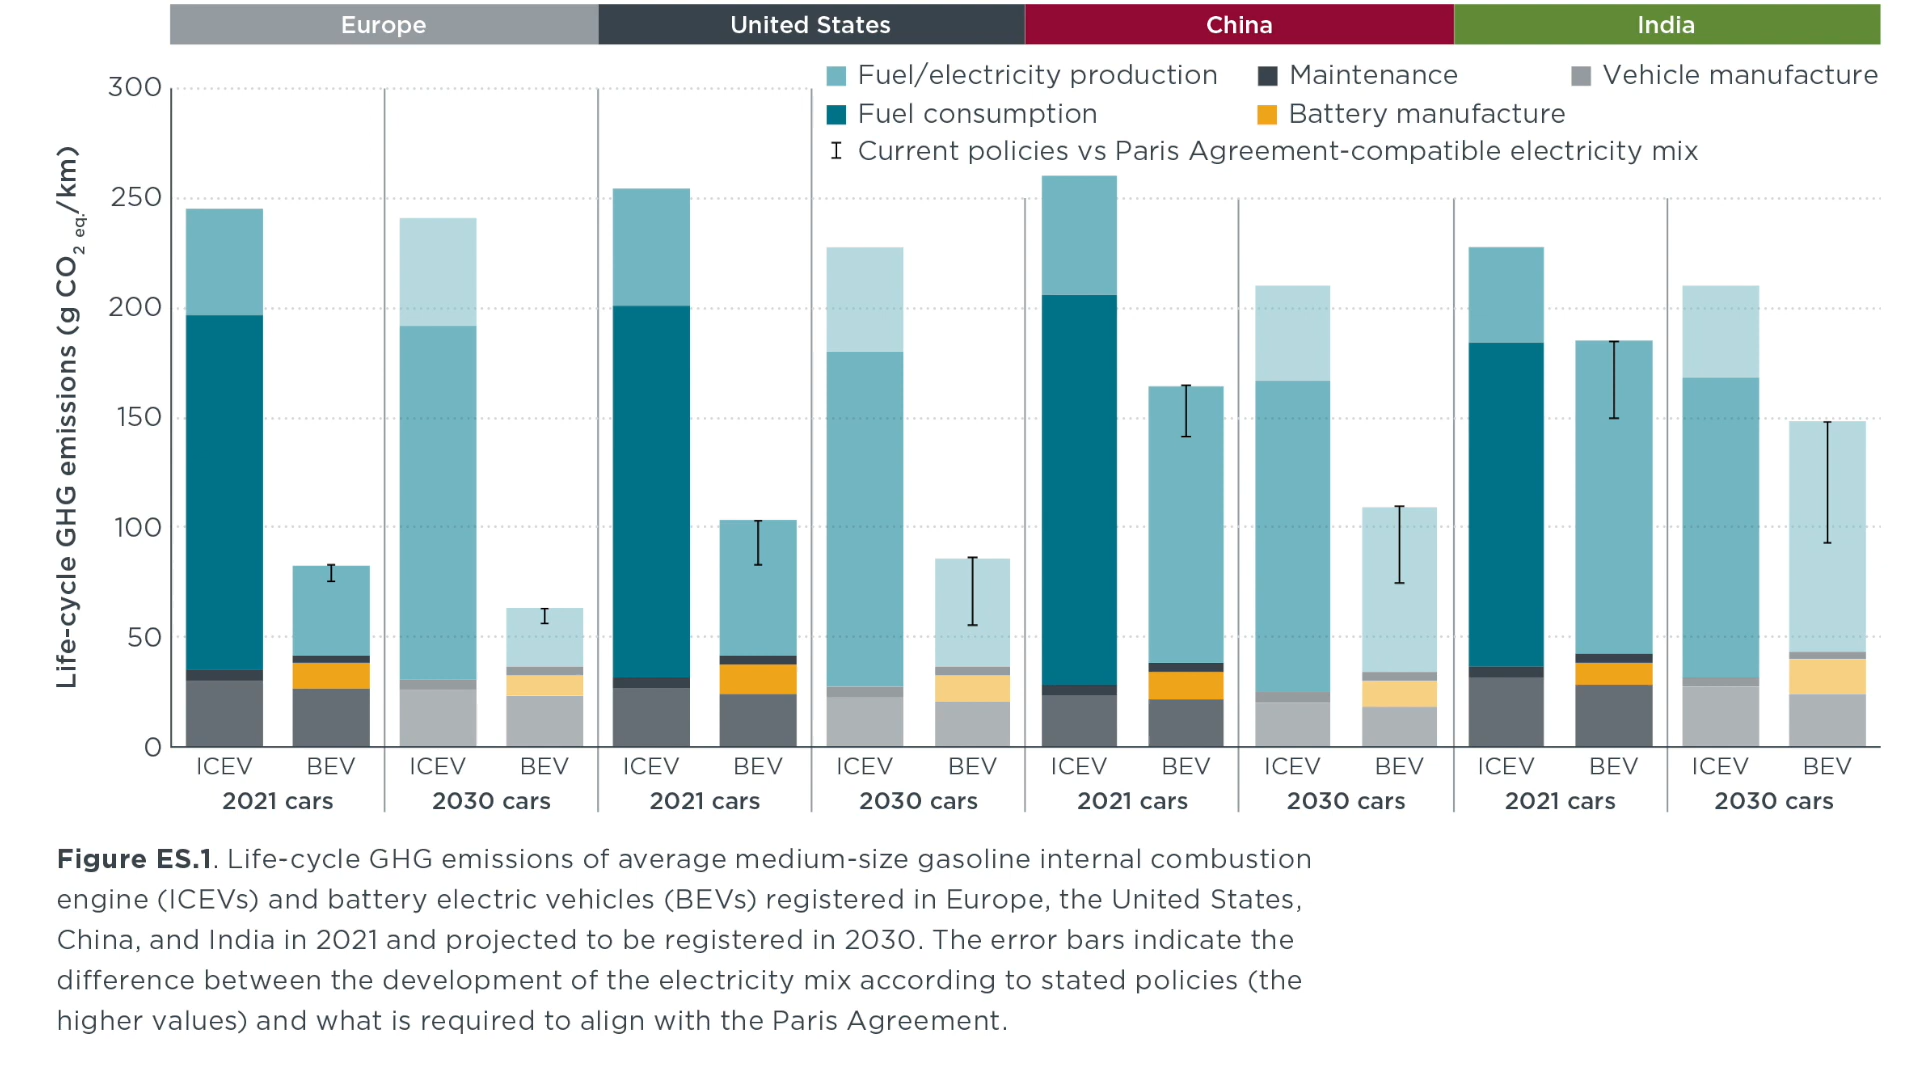 Europe United States China India
Fuel/electricity production Maintenance Vehicle manufacture
Fuel consumption Battery manufacture
Current policies vs Paris Agreement-compatible electricity mix
Life-cycle GHG emissions (g CO2 eq./km)
300
250
200
150
100
50
0
ICEV BEV ICEV BEV ICEV BEV ICEV BEV ICEV BEV ICEV BEV ICEV BEV ICEV BEV
2021 cars 2030 cars 2021 cars 2030 cars 2021 cars 2030 cars 2021 cars 2030 cars
Figure ES.1. Life-cycle GHG emissions of average medium-size gasoline internal combustion
engine (ICEVs) and battery electric vehicles (BEVs) registered in Europe, the United States,
China, and India in 2021 and projected to be registered in 2030. The error bars indicate the
difference between the development of the electricity mix according to stated policies (the
higher values) and what is required to align with the Paris Agreement.